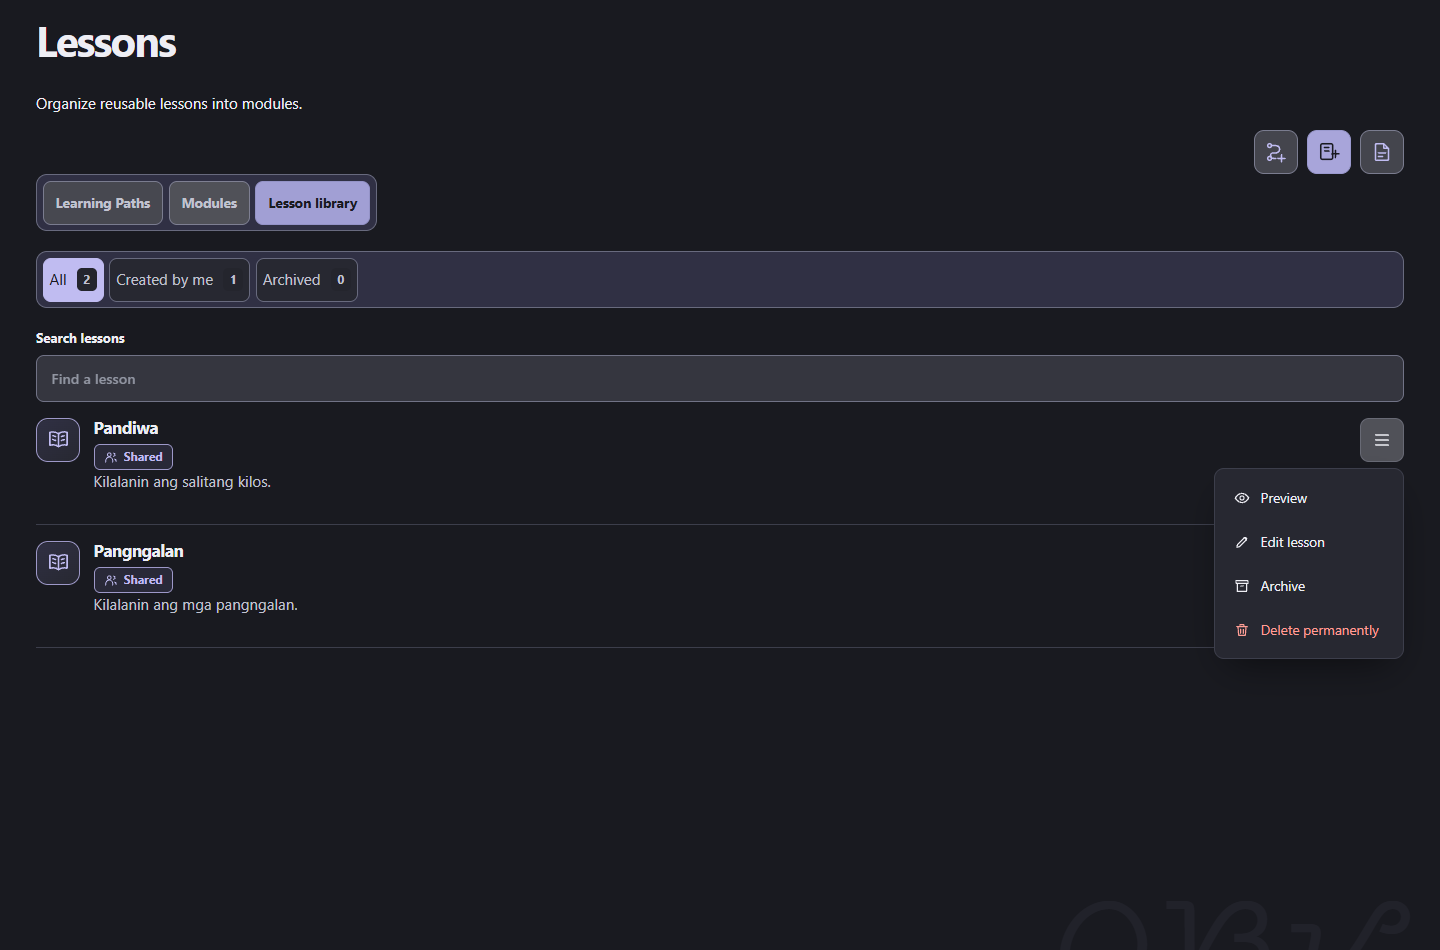 Lessons
Organize reusable lessons into modules.
Learning Paths Modules Lesson library
All 2 Created by me 1 Archived 0
Search lessons
Find a lesson
Pandiwa
Shared
Kilalanin ang salitang kilos.
Preview
Edit lesson
Archive
Delete permanently
Pangngalan
Shared
Kilalanin ang mga pangngalan.